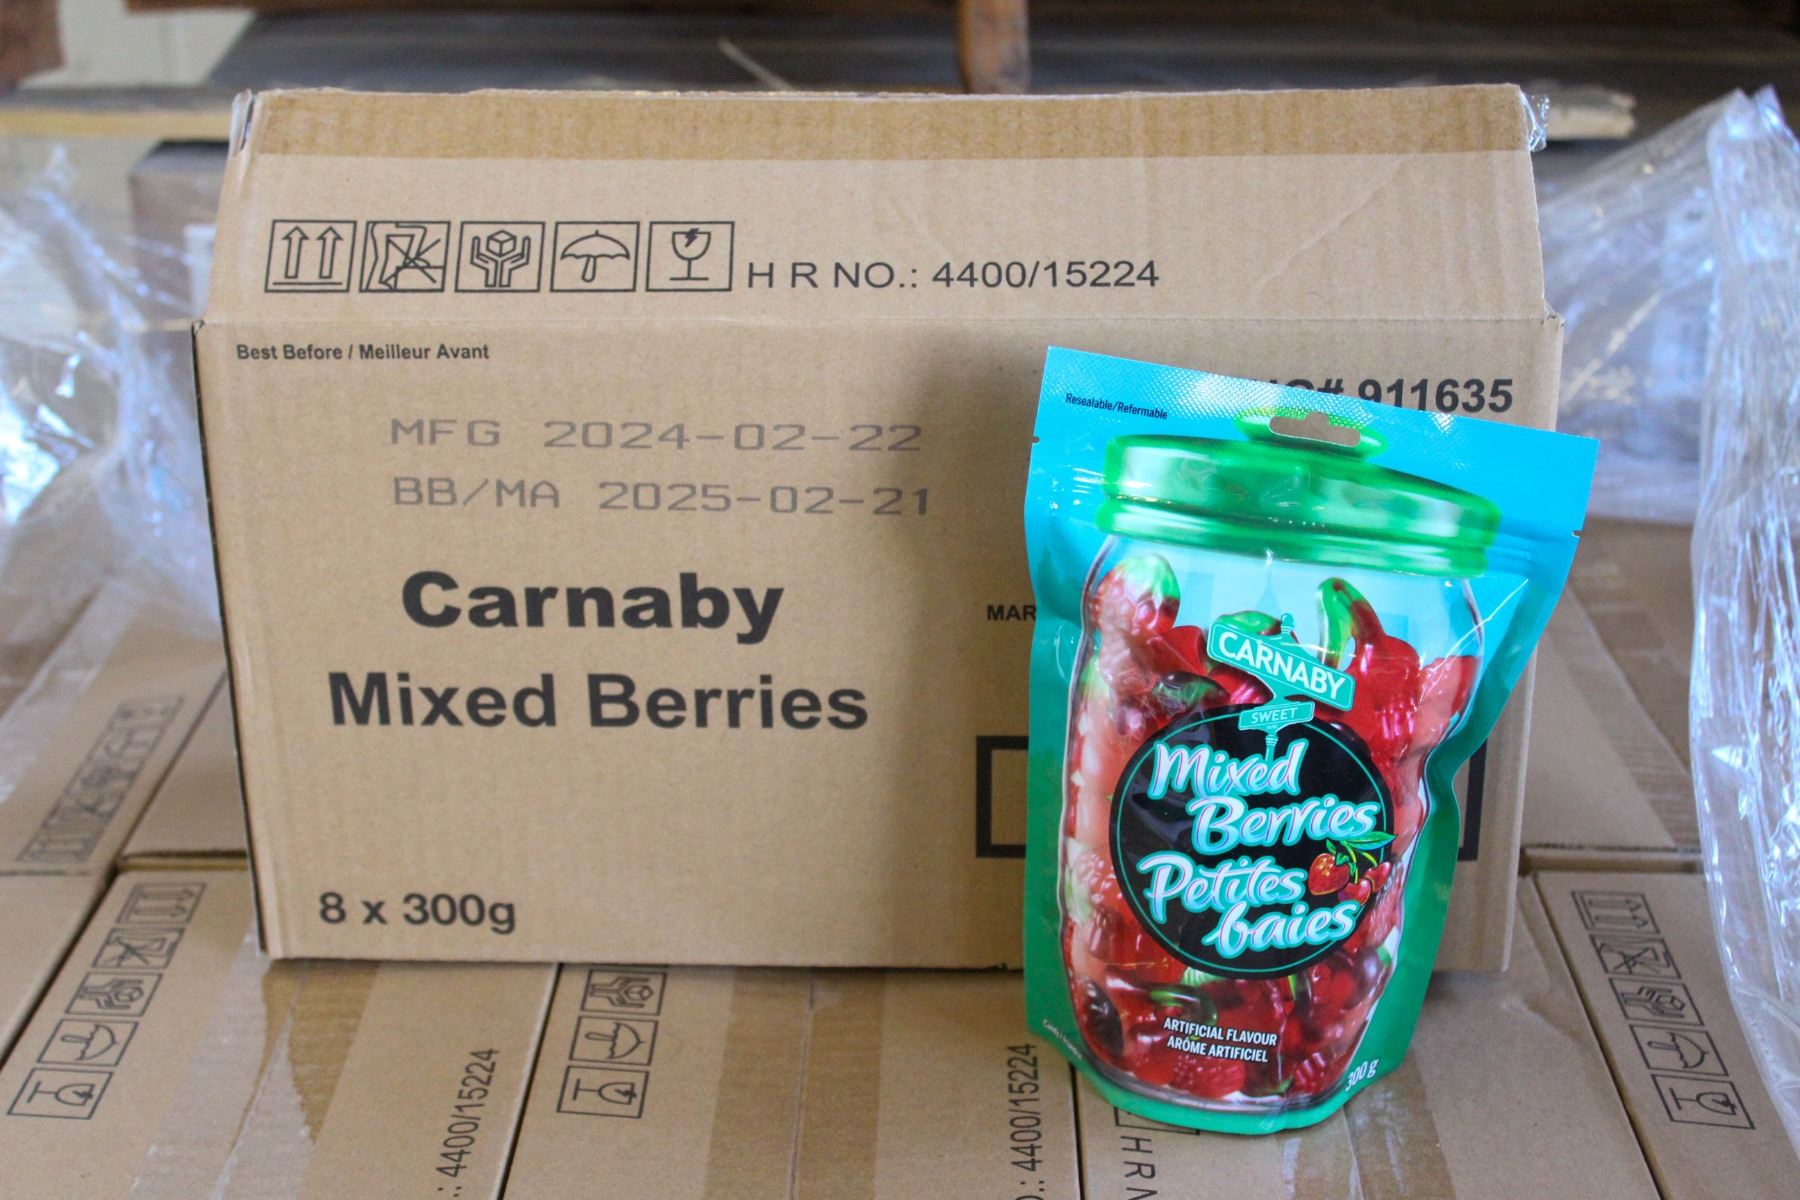 H R NO.: 4400/15224
Best Before / Meilleur Avant
# 911635
MFG 2024-02-22
BB/MA 2025-02-21
Carnaby
Mixed Berries
8 x 300g
MAR
Resealable/Refermable
CARNABY
SWEET
Mixed
Berries
Petites
baies
ARTIFICIAL FLAVOUR
ARÔME ARTIFICIEL
300 g
: 4400/15224
.: 4400/15224
H R N